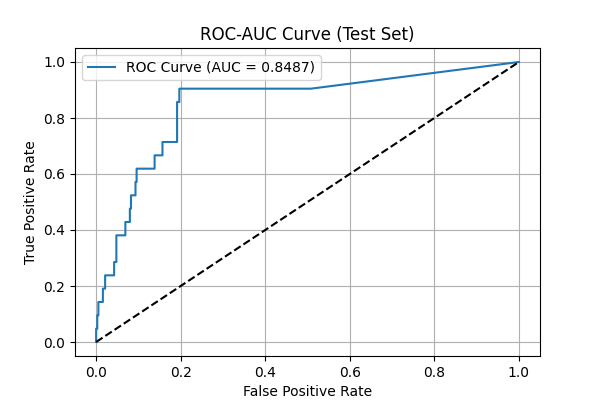 ROC-AUC Curve (Test Set)
ROC Curve (AUC = 0.8487)
True Positive Rate
1.0
0.8
0.6
0.4
0.2
0.0
0.0 0.2 0.4 0.6 0.8 1.0
False Positive Rate